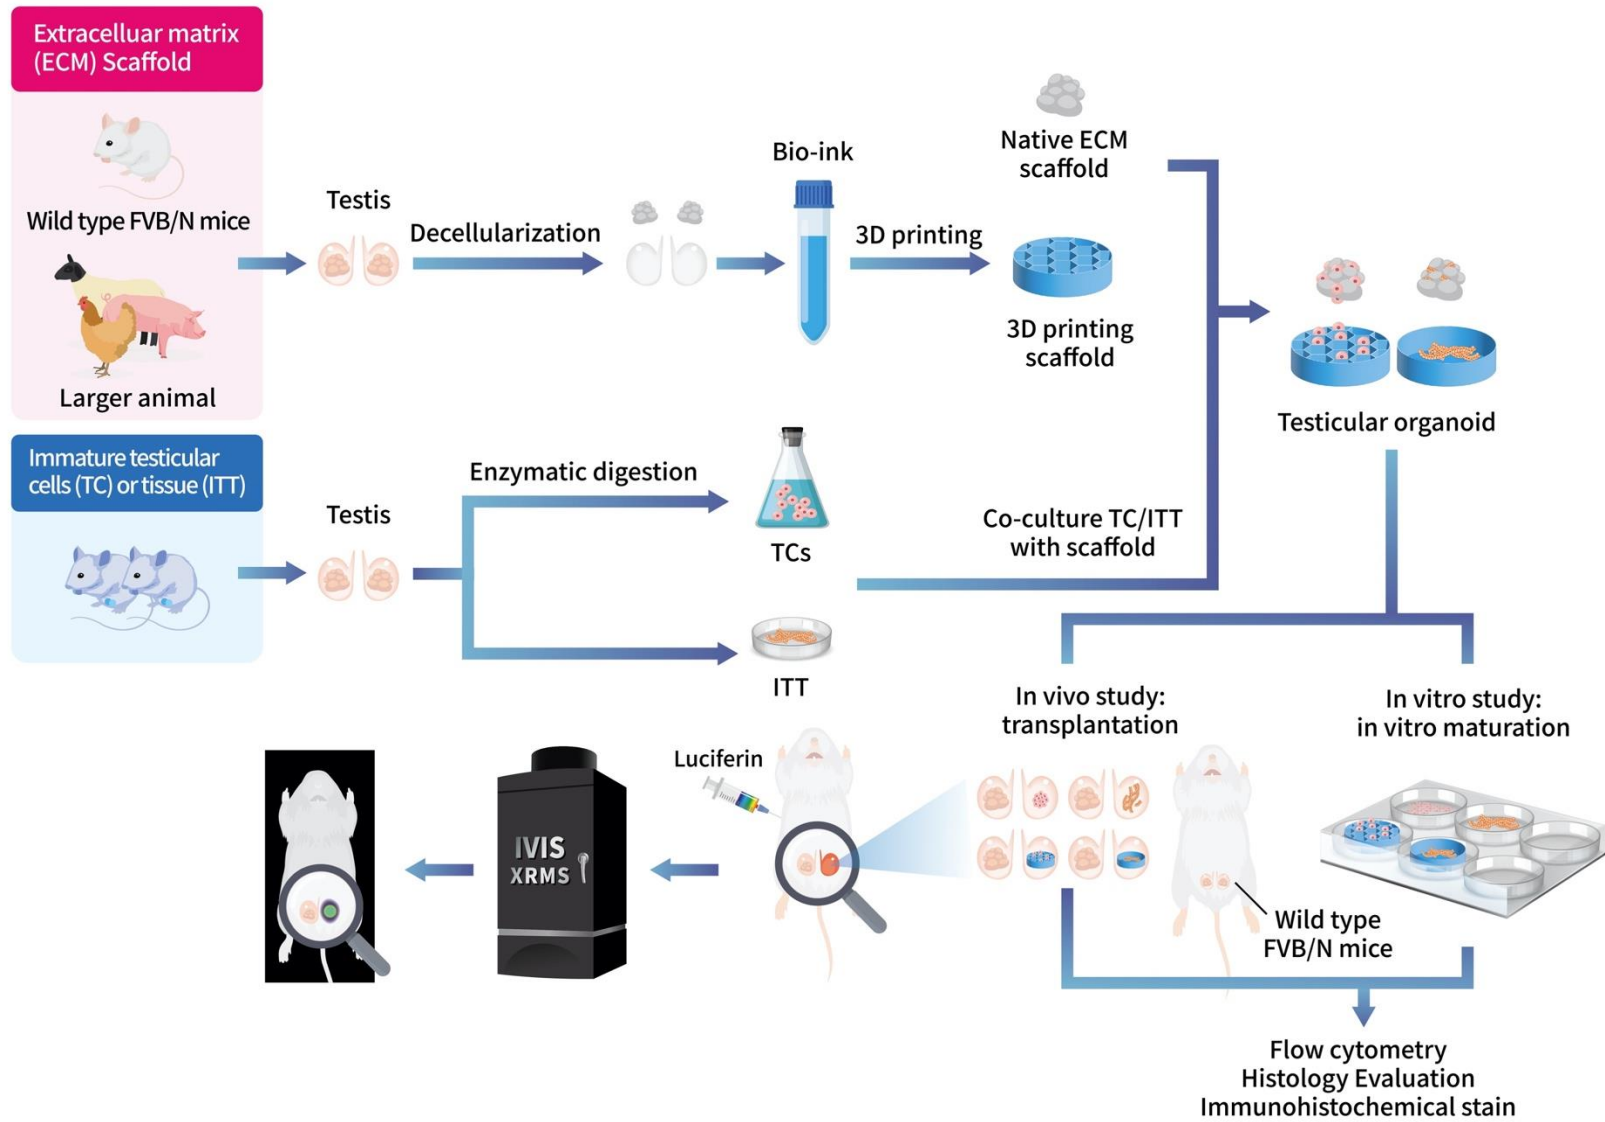 Extracelluar matrix
(ECM) Scaffold
Wild type FVB/N mice
Larger animal
Testis
Decellularization
Bio-ink
3D printing
Native ECM
scaffold
3D printing
scaffold
Testicular organoid
Immature testicular
cells (TC) or tissue (ITT)
Testis
Enzymatic digestion
TCs
ITT
Co-culture TC/ITT
with scaffold
In vivo study:
transplantation
In vitro study:
in vitro maturation
Luciferin
IVIS
XRMS
Wild type
FVB/N mice
Flow cytometry
Histology Evaluation
Immunohistochemical stain